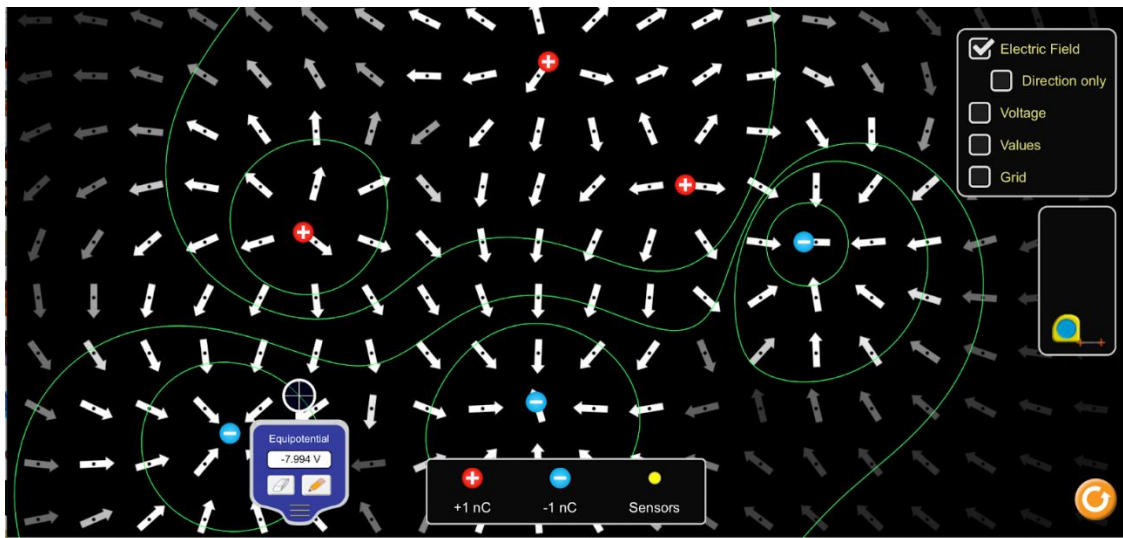 Electric Field
Direction only
Voltage
Values
Grid
Equipotential
-7.994 V
+1 nC
-1 nC
Sensors